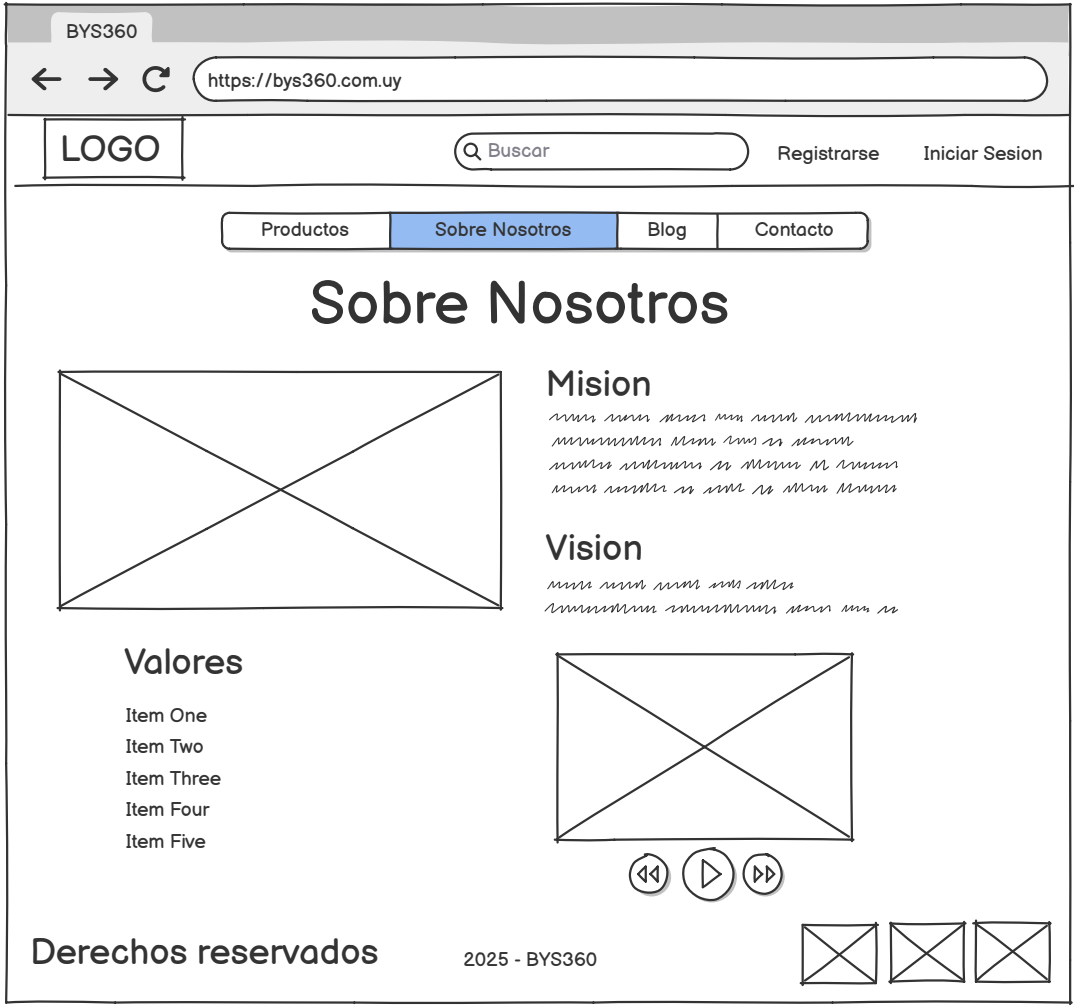 BYS360
https://bys360.com.uy
LOGO
Buscar
Registrarse
Iniciar Sesion
Productos
Sobre Nosotros
Blog
Contacto
Sobre Nosotros
Mision
Vision
Valores
Item One
Item Two
Item Three
Item Four
Item Five
Derechos reservados
2025 - BYS360